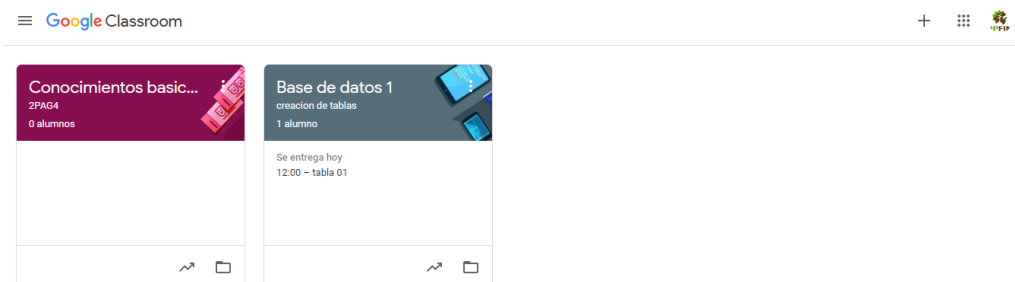 Google Classroom
Conocimientos basic...
2PAG4
0 alumnos
Base de datos 1
creacion de tablas
1 alumno
Se entrega hoy
12:00 – tabla 01